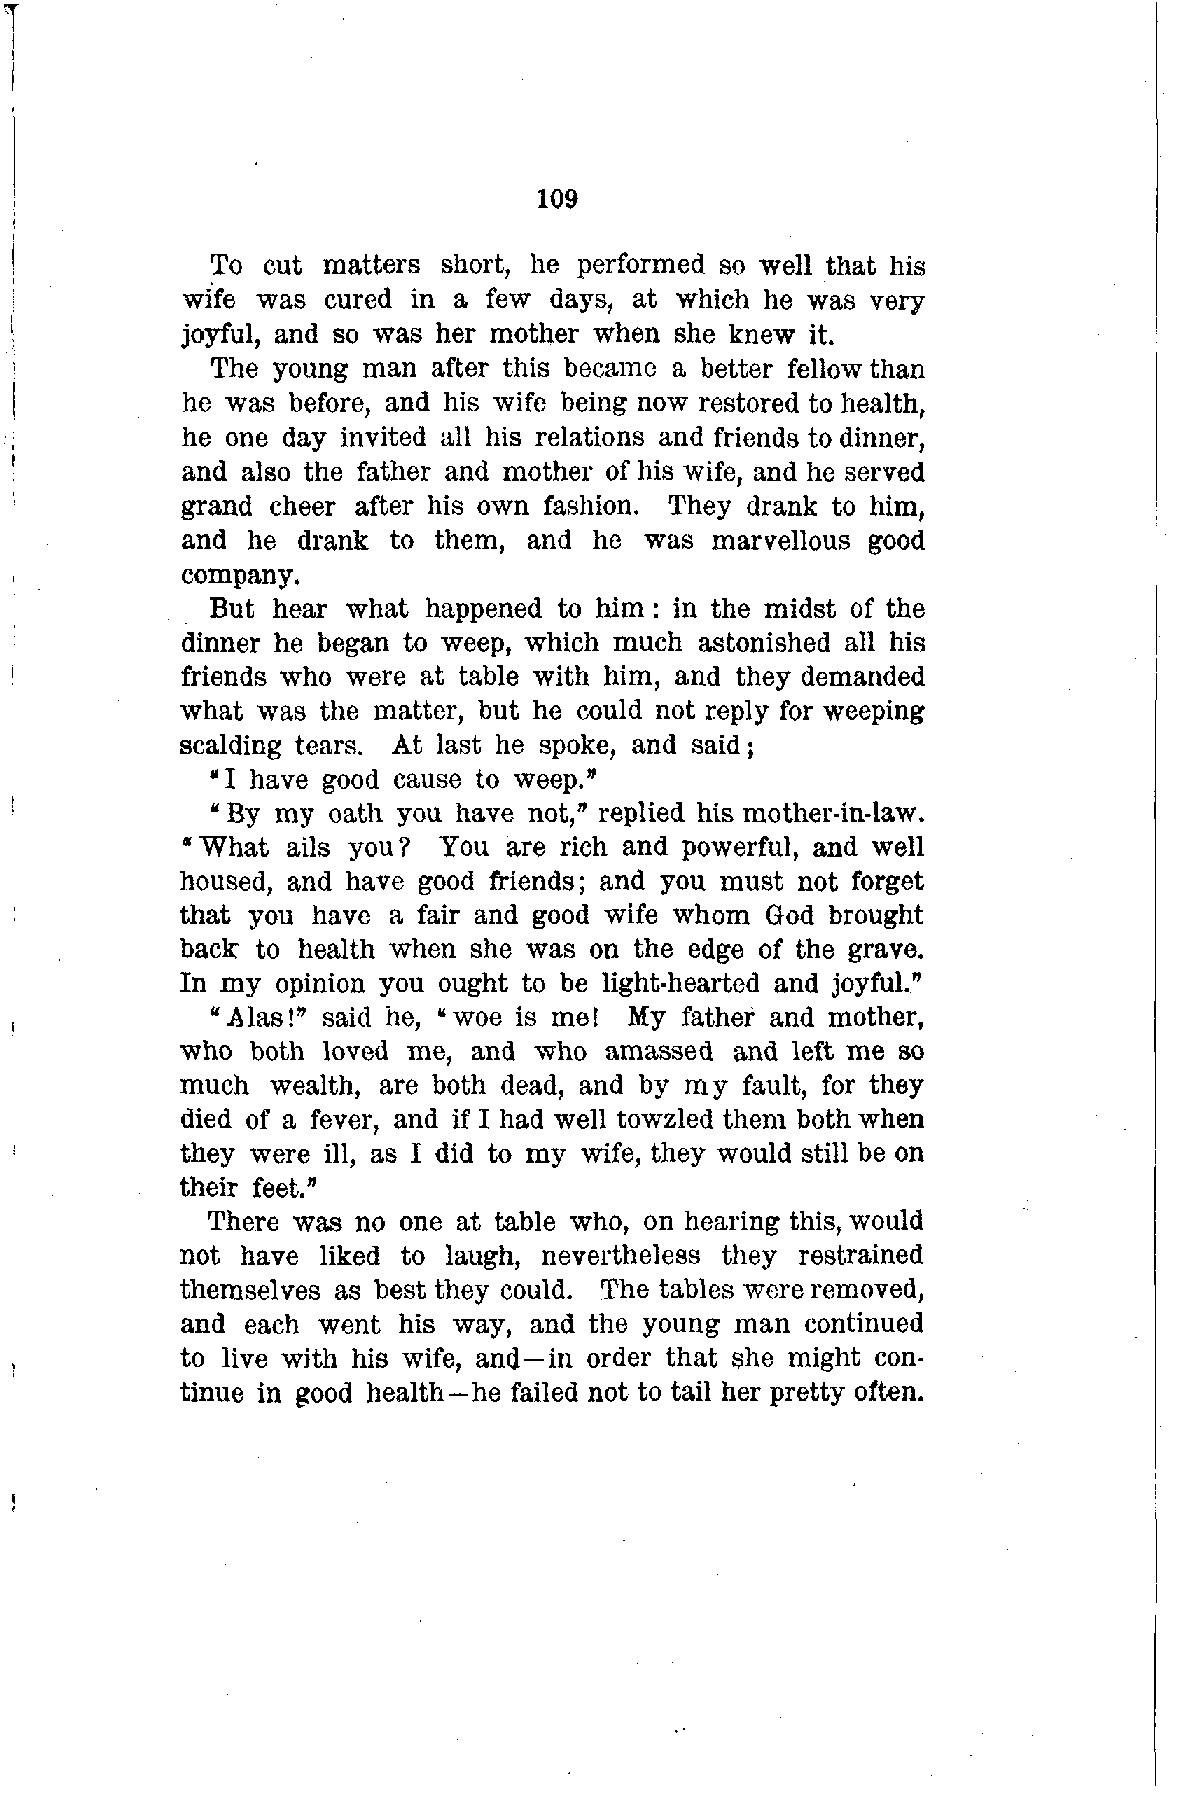 109
To cut matters short, he performed so well that his
wife was cured in a few days, at which he was very
joyful, and so was her mother when she knew it.
The young man after this became a better fellow than
he was before, and his wife being now restored to health,
he one day invited all his relations and friends to dinner,
and also the father and mother of his wife, and he served
grand cheer after his own fashion. They drank to him,
and he drank to them, and he was marvellous good
company.
But hear what happened to him: in the midst of the
dinner he began to weep, which much astonished all his
friends who were at table with him, and they demanded
what was the matter, but he could not reply for weeping
scalding tears. At last he spoke, and said;
"I have good cause to weep."
"By my oath you have not," replied his mother-in-law.
"What ails you? You are rich and powerful, and well
housed, and have good friends; and you must not forget
that you have a fair and good wife whom God brought
back to health when she was on the edge of the grave.
In my opinion you ought to be light-hearted and joyful."
"Alas!" said he, "woe is me! My father and mother,
who both loved me, and who amassed and left me so
much wealth, are both dead, and by my fault, for they
died of a fever, and if I had well towzled them both when
they were ill, as I did to my wife, they would still be on
their feet."
There was no one at table who, on hearing this, would
not have liked to laugh, nevertheless they restrained
themselves as best they could. The tables were removed,
and each went his way, and the young man continued
to live with his wife, and—in order that she might con-
tinue in good health—he failed not to tail her pretty often.